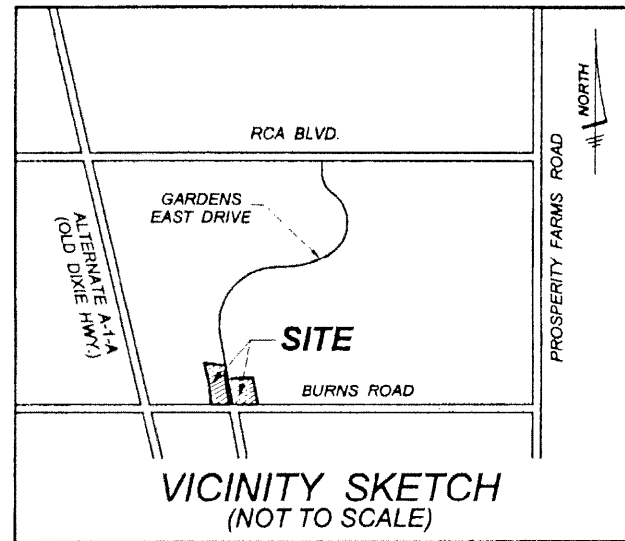 RCA BLVD.
NORTH
GARDENS
EAST DRIVE
ALTERNATE A-1-A
(OLD DIXIE HWY.)
PROSPERITY FARMS ROAD
SITE
BURNS ROAD
VICINITY SKETCH
(NOT TO SCALE)